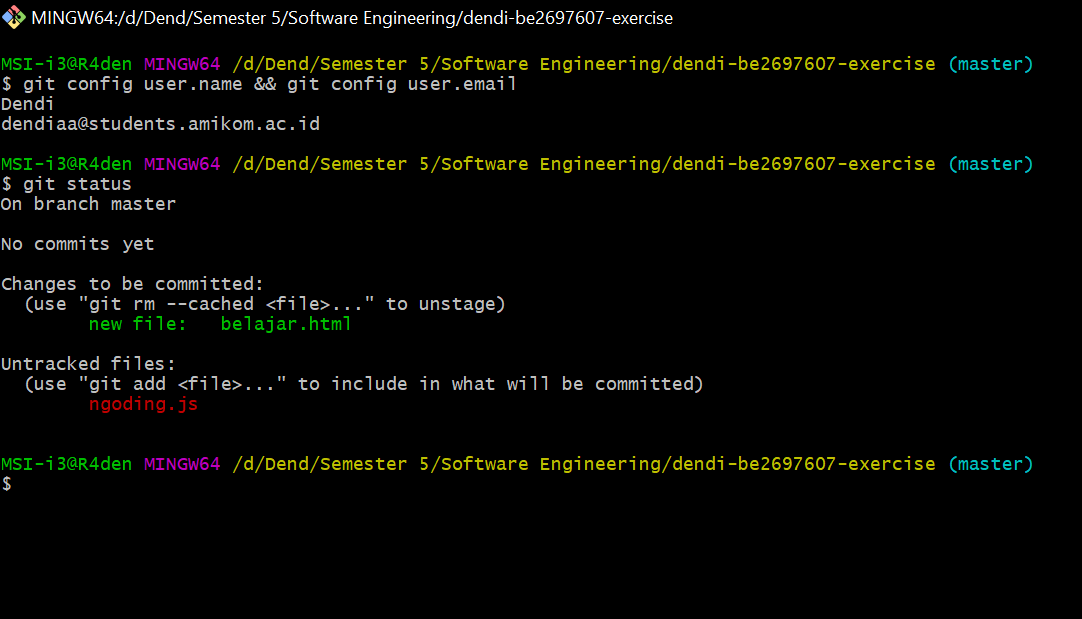 MINGW64:/d/Dend/Semester 5/Software Engineering/dendi-be2697607-exercise
MSI-i3@R4den MINGW64 /d/Dend/Semester 5/Software Engineering/dendi-be2697607-exercise (master)
$ git config user.name && git config user.email
Dendi
dendiaa@students.amikom.ac.id
MSI-i3@R4den MINGW64 /d/Dend/Semester 5/Software Engineering/dendi-be2697607-exercise (master)
$ git status
On branch master
No commits yet
Changes to be committed:
  (use "git rm --cached <file>..." to unstage)
        new file:   belajar.html
Untracked files:
  (use "git add <file>..." to include in what will be committed)
        ngoding.js
MSI-i3@R4den MINGW64 /d/Dend/Semester 5/Software Engineering/dendi-be2697607-exercise (master)
$